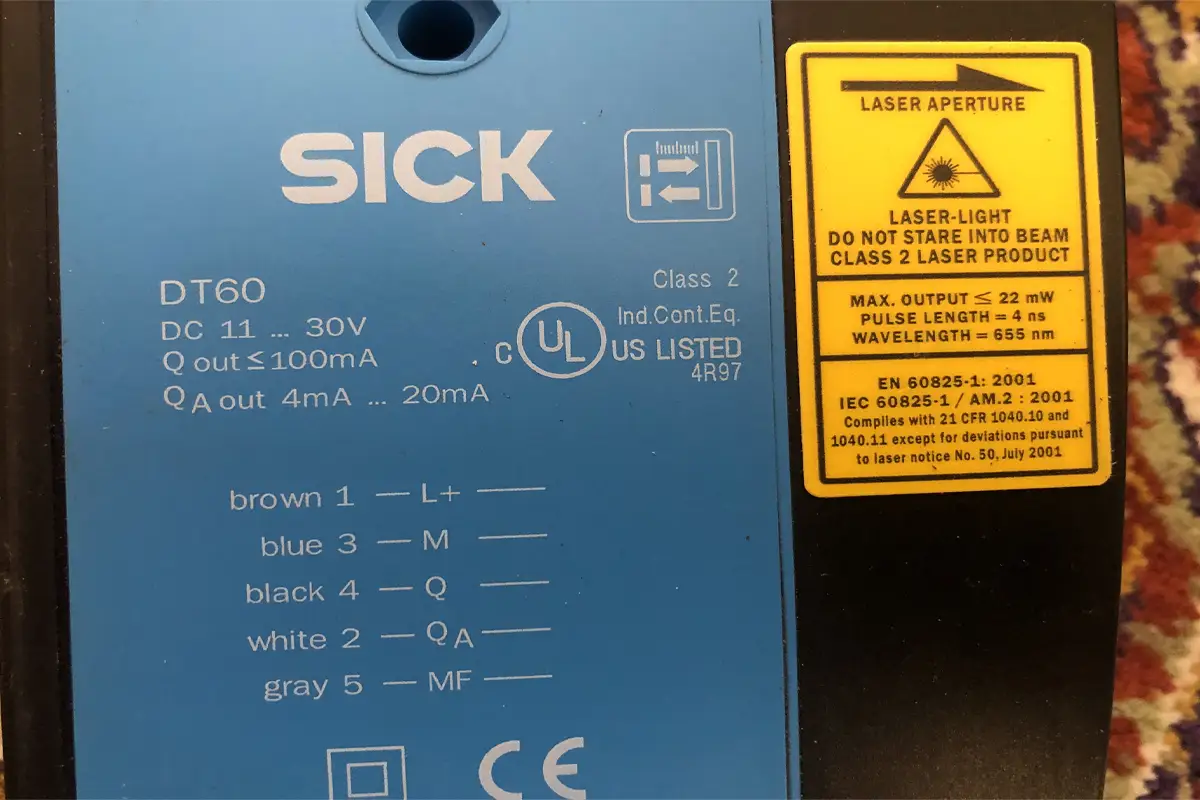 SICK
DT60
DC 11 ... 30V
Q out ≤ 100mA
QA out 4mA ... 20mA
Class 2
Ind.Cont.Eq.
C UL US LISTED
4R97
brown 1 — L+ —
blue 3 — M —
black 4 — Q —
white 2 — QA —
gray 5 — MF —
CE
LASER APERTURE
LASER-LIGHT
DO NOT STARE INTO BEAM
CLASS 2 LASER PRODUCT
MAX. OUTPUT ≤ 22 mW
PULSE LENGTH = 4 ns
WAVELENGTH = 655 nm
EN 60825-1: 2001
IEC 60825-1 / AM.2 : 2001
Complies with 21 CFR 1040.10 and
1040.11 except for deviations pursuant
to laser notice No. 50, July 2001